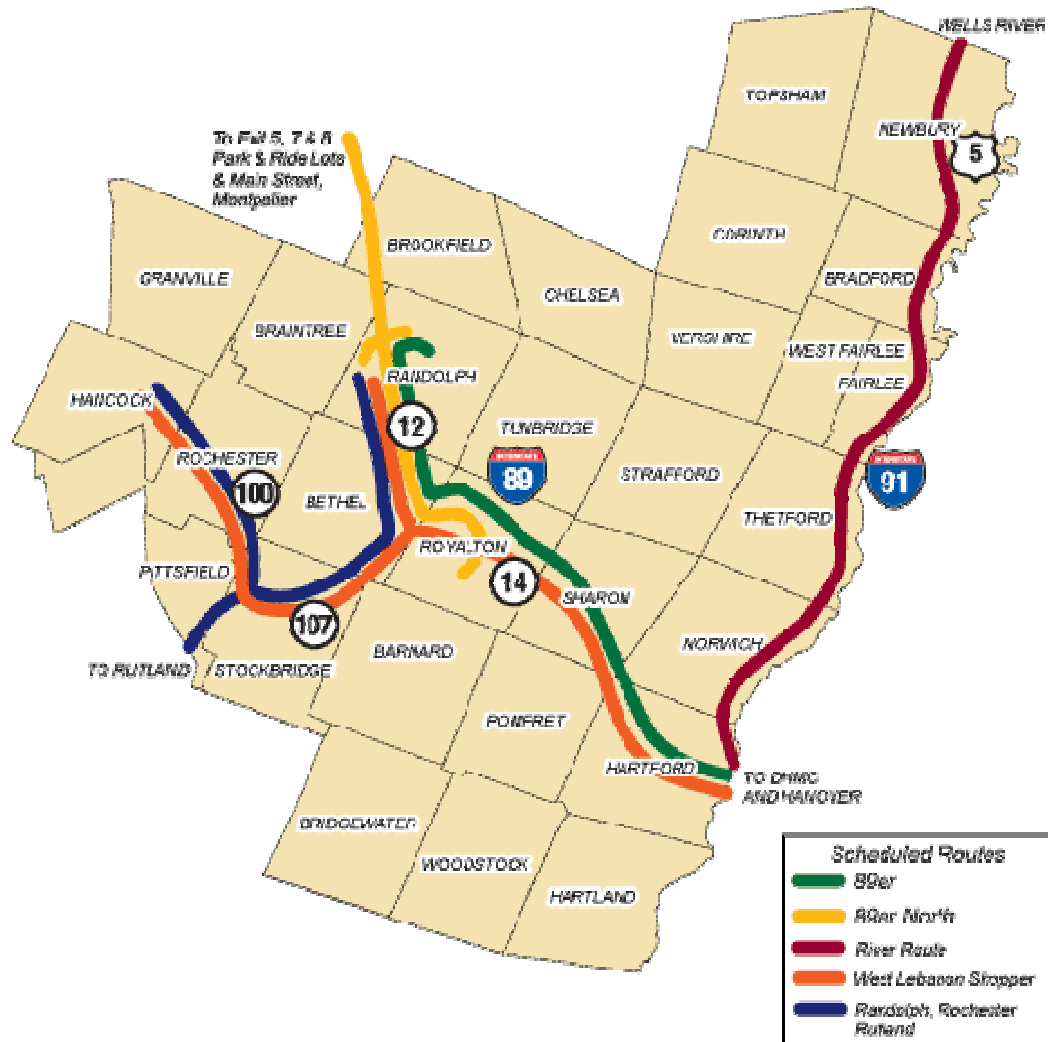 WELLS RIVER
TOPSHAM
NEWBURY
5
To Exit 5, 7 & 8
Park & Ride Lots
& Main Street,
Montpelier
BROOKFIELD
CORINTH
GRANVILLE
CHELSEA
BRADFORD
BRAINTREE
VERSHIRE
WEST FAIRLEE
RANDOLPH
FAIRLEE
HANCOCK
12
TUNBRIDGE
ROCHESTER
INTERSTATE
89
STRAFFORD
INTERSTATE
91
100
BETHEL
THETFORD
ROYALTON
PITTSFIELD
14
SHARON
107
NORWICH
BARNARD
TO RUTLAND
STOCKBRIDGE
POMFRET
HARTFORD
TO DHMC
AND HANOVER
BRIDGEWATER
WOODSTOCK
HARTLAND
Scheduled Routes
89er
89er North
River Route
West Lebanon Shopper
Randolph, Rochester
Rutland